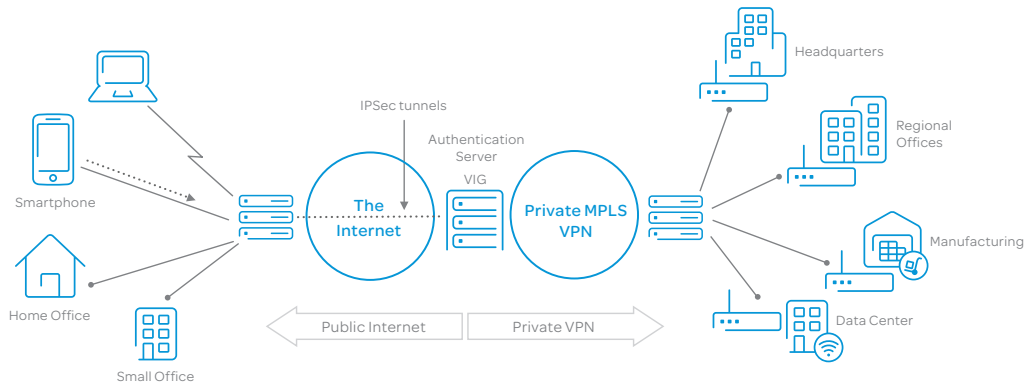 Headquarters
IPSec tunnels
Regional
Offices
Authentication
Server
VIG
Smartphone
The
Internet
Private MPLS
VPN
Manufacturing
Home Office
Public Internet
Private VPN
Data Center
Small Office